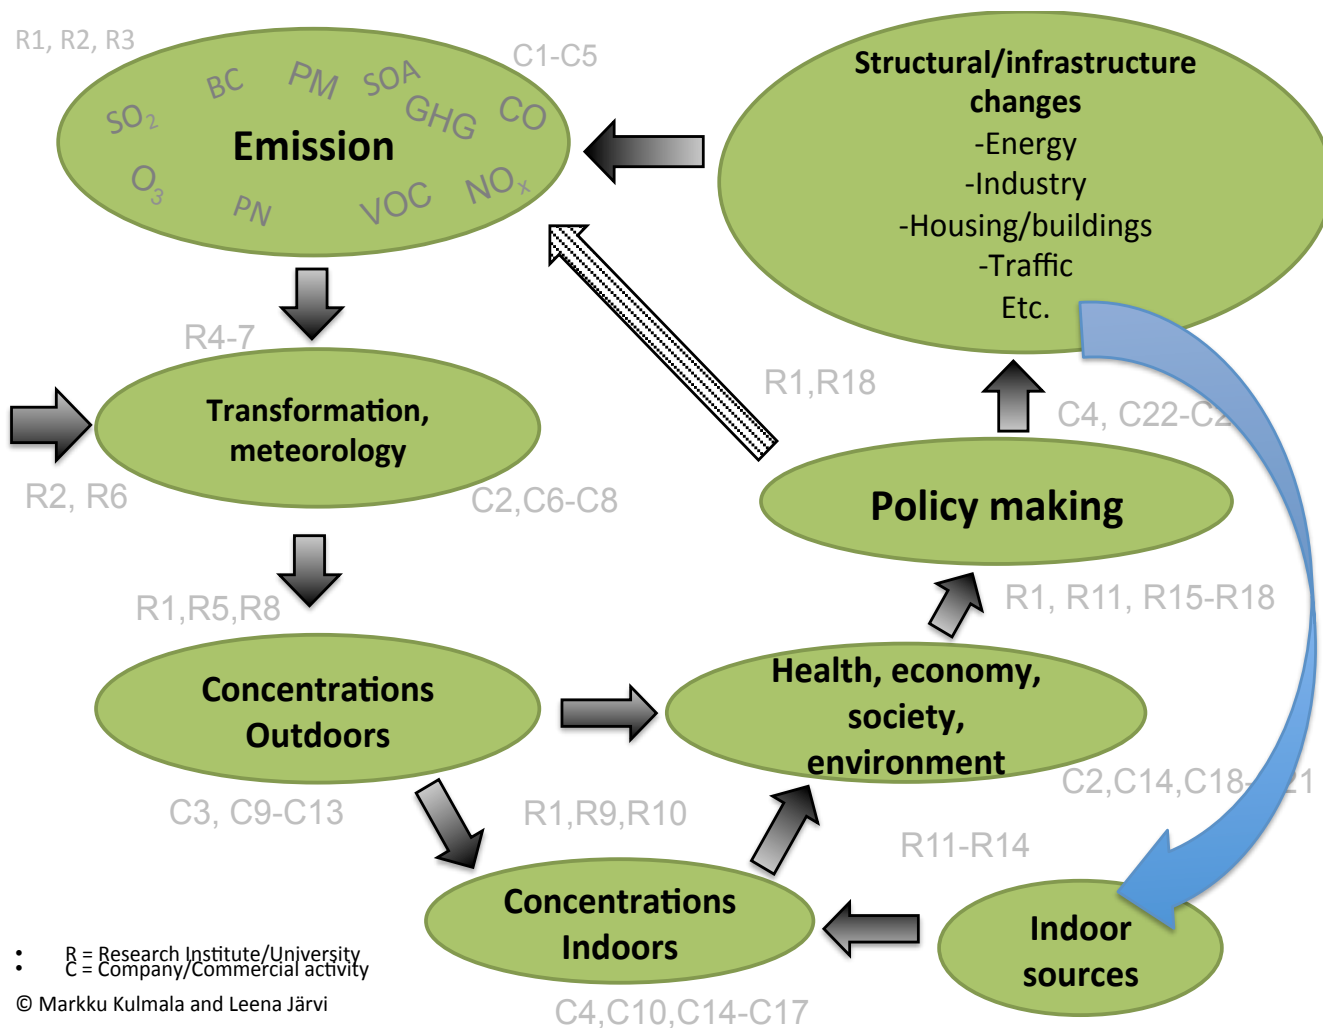 R1, R2, R3
C1-C5
SO2
BC
PM
SOA
GHG
CO
Emission
O3
PN
VOC
NOx
Structural/infrastructure
changes
-Energy
-Industry
-Housing/buildings
-Traffic
Etc.
R4-7
Transformation,
meteorology
R2, R6
C2,C6-C8
R1,R18
C4, C22-C2
Policy making
R1, R11, R15-R18
R1,R5,R8
Concentrations
Outdoors
C3, C9-C13
Health, economy,
society,
environment
C2,C14,C18-21
R1,R9,R10
R11-R14
Concentrations
Indoors
C4,C10,C14-C17
Indoor
sources
• R = Research Institute/University
• C = Company/Commercial activity
© Markku Kulmala and Leena Järvi